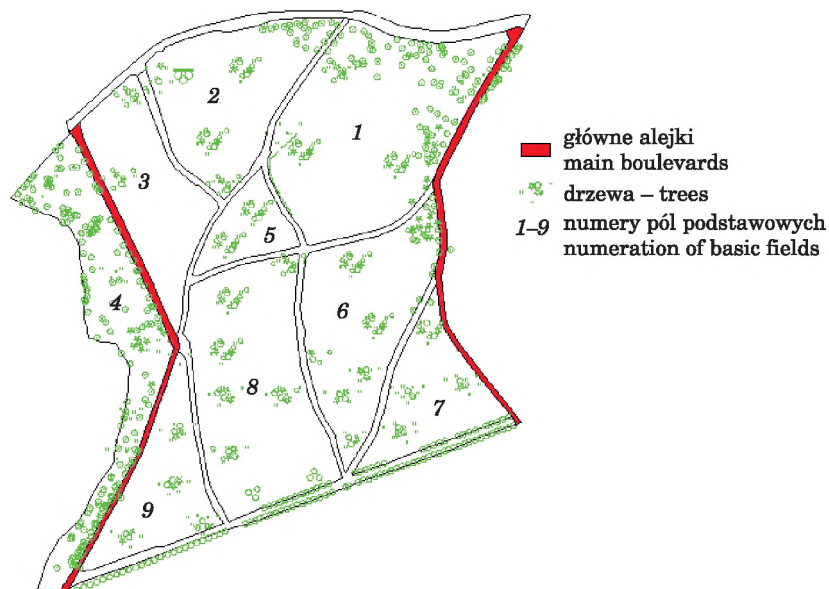 2
1
3
5
4
6
8
7
9
główne alejki
main boulevards
drzewa – trees
1–9 numery pól podstawowych
numeration of basic fields